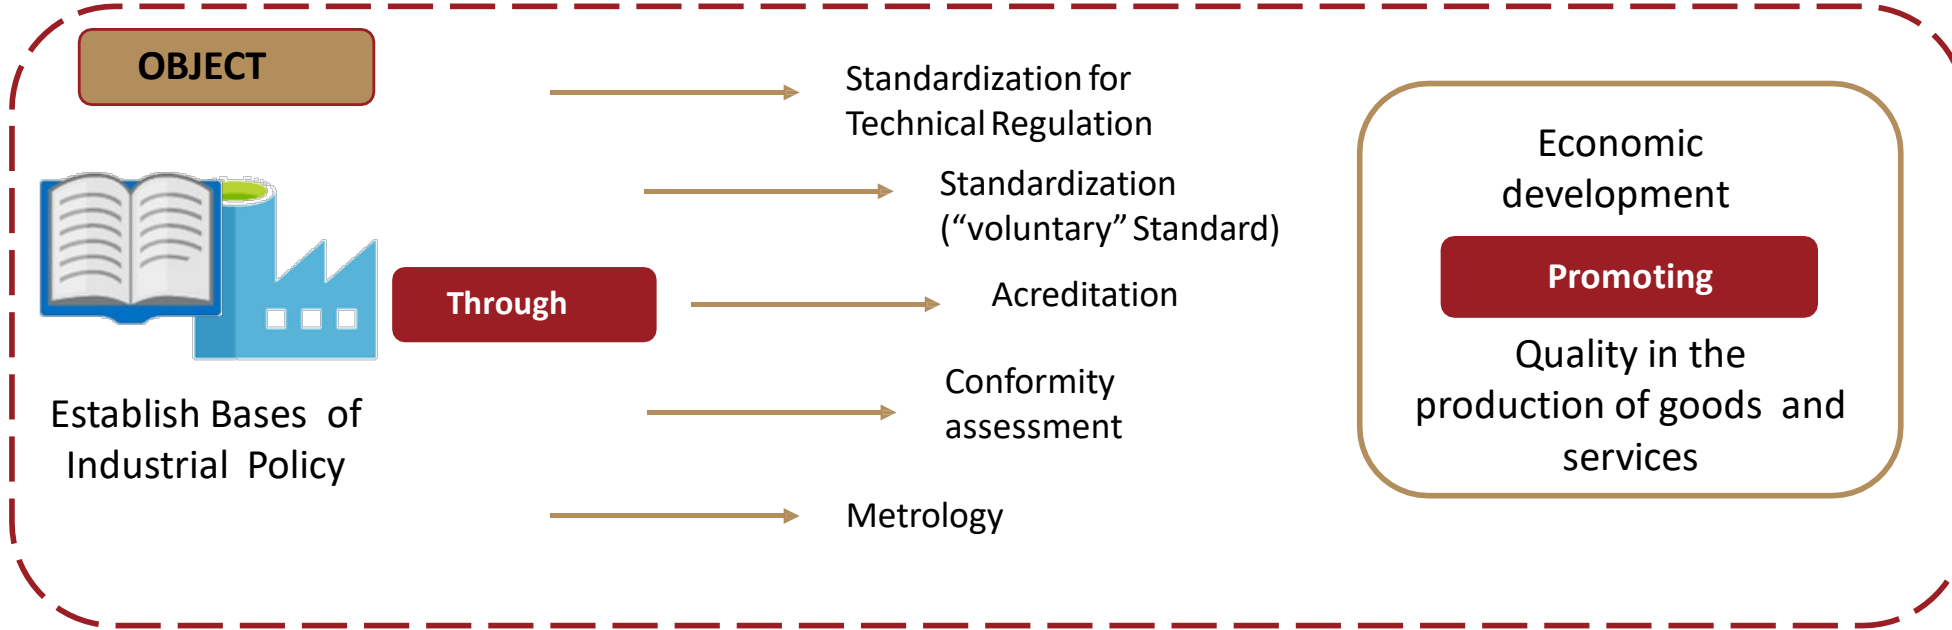 OBJECT
Establish Bases of
Industrial Policy
Through
Standardization for
Technical Regulation
Standardization
(“voluntary” Standard)
Acreditation
Conformity
assessment
Metrology
Economic
development
Promoting
Quality in the
production of goods and
services